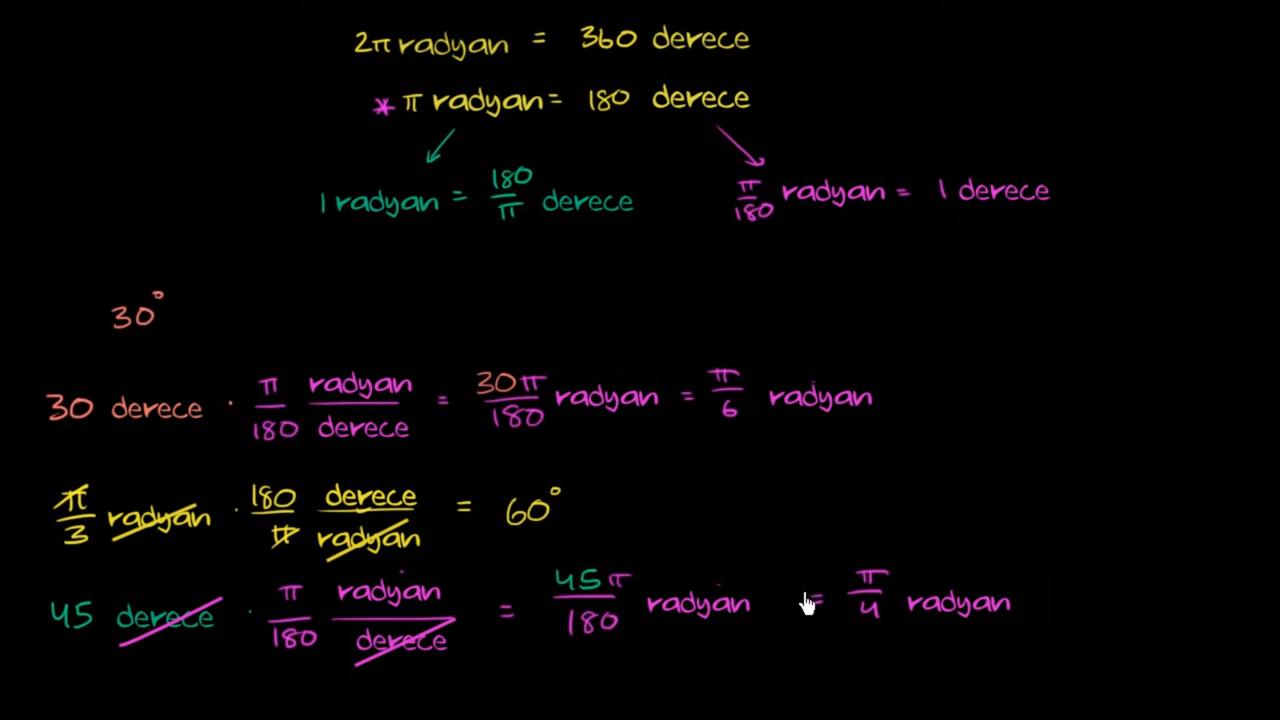 2π radyan = 360 derece
* π radyan = 180 derece
1 radyan = 180/π derece π/180 radyan = 1 derece
30°
30 derece · π/180 radyan/derece = 30π/180 radyan = π/6 radyan
π/3 radyan · 180/π derece/radyan = 60°
45 derece · π/180 radyan/derece = 45π/180 radyan = π/4 radyan